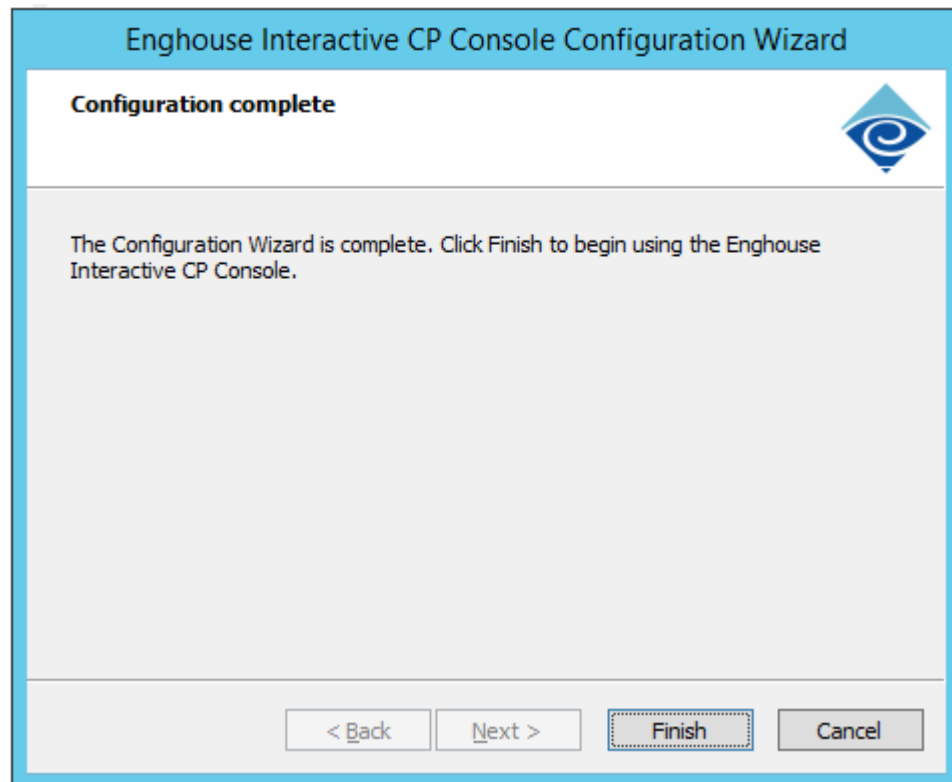 Enghouse Interactive CP Console Configuration Wizard
Configuration complete
The Configuration Wizard is complete. Click Finish to begin using the Enghouse
Interactive CP Console.
< Back
Next >
Finish
Cancel